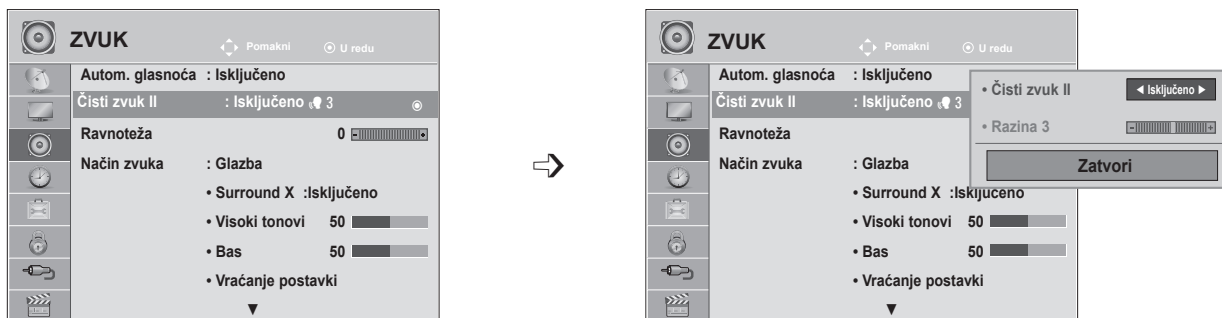 ZVUK
Pomakni
U redu
Autom. glasnoća : Isključeno
Čisti zvuk II : Isključeno 3
Ravnoteža 0 - +
Način zvuka : Glazba
• Surround X :Isključeno
• Visoki tonovi 50
• Bas 50
• Vraćanje postavki
▼
ZVUK
Pomakni
U redu
Autom. glasnoća : Isključeno
Čisti zvuk II : Isključeno 3
Ravnoteža
Način zvuka : Glazba
• Surround X :Isključeno
• Visoki tonovi 50
• Bas 50
• Vraćanje postavki
▼
• Čisti zvuk II ◄ Isključeno ►
• Razina 3 - +
Zatvori